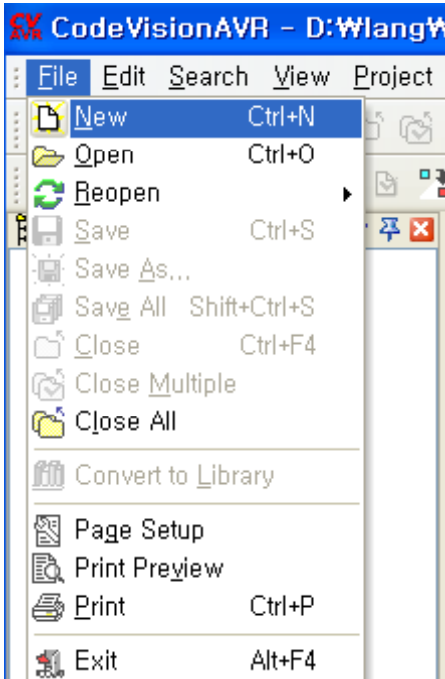 CV AVR CodeVisionAVR - D:₩lang₩
File Edit Search View Project
New Ctrl+N
Open Ctrl+O
Reopen
Save Ctrl+S
Save As...
Save All Shift+Ctrl+S
Close Ctrl+F4
Close Multiple
Close All
Convert to Library
Page Setup
Print Preview
Print Ctrl+P
Exit Alt+F4